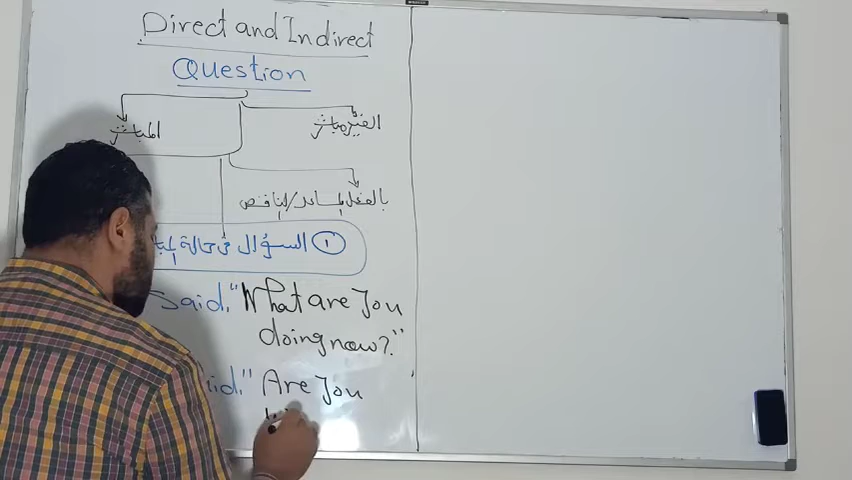 Direct and Indirect
Question
المباشر
الغير مباشر
بالفعل المساعد/الناقص
① السؤال في حالة
Said, "What are you
doing now?"
"Are you